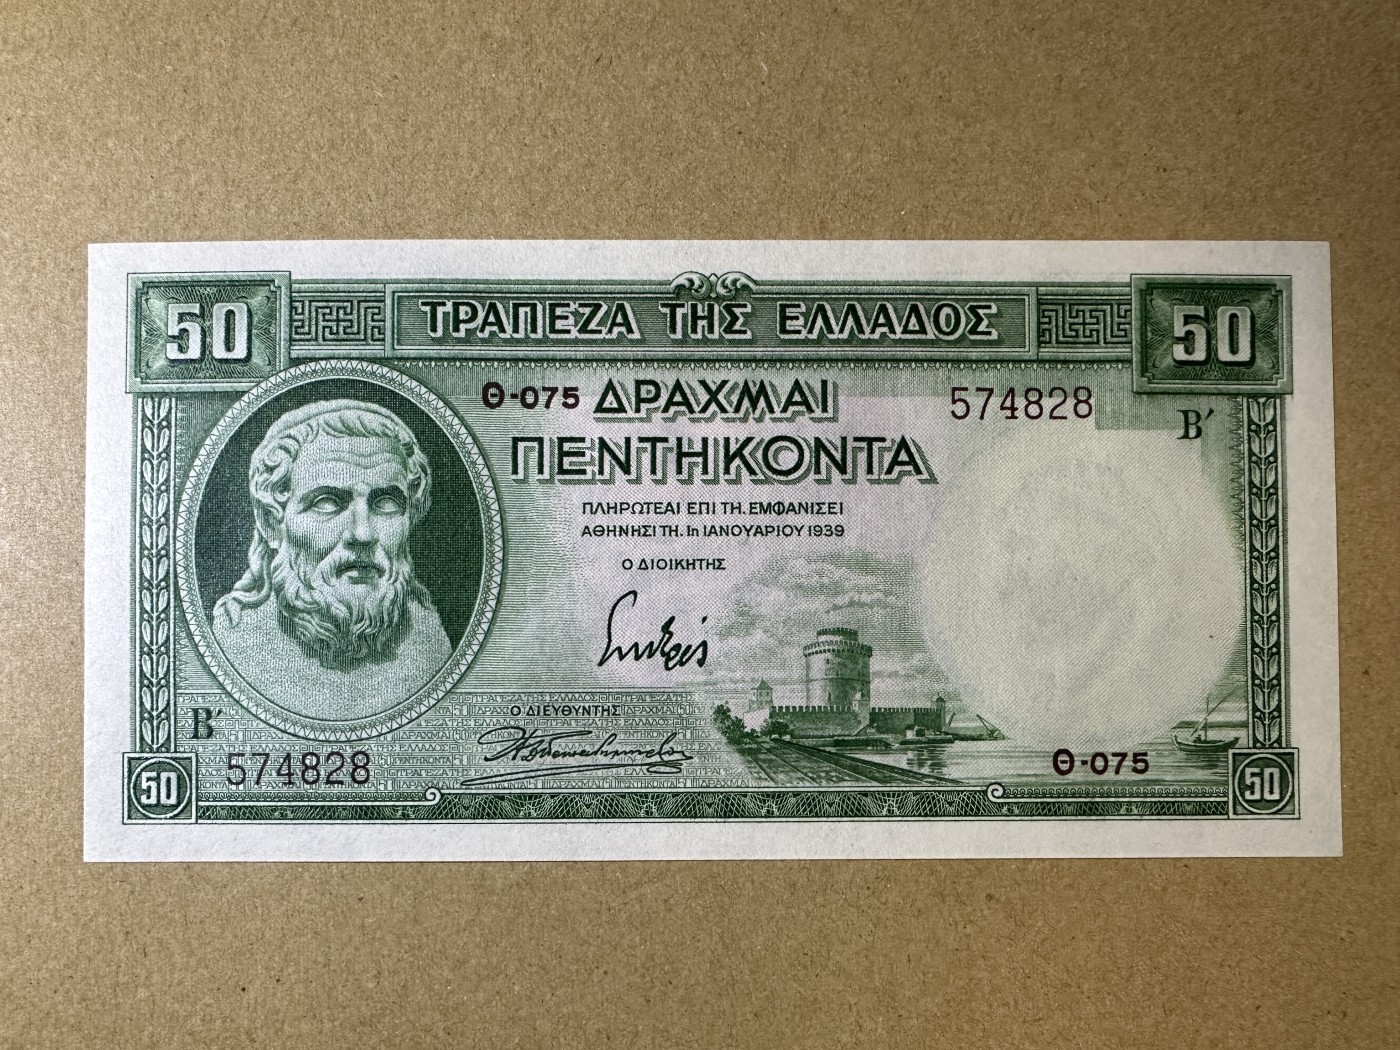 50 ΤΡΑΠΕΖΑ ΤΗΣ ΕΛΛΑΔΟΣ 50
Θ-075 ΔΡΑΧΜΑΙ 574828
ΠΕΝΤΗΚΟΝΤΑ Β΄
ΠΛΗΡΩΤΕΑΙ ΕΠΙ ΤΗ. ΕΜΦΑΝΙΣΕΙ
ΑΘΗΝΗΣΙ ΤΗ. 1η ΙΑΝΟΥΑΡΙΟΥ 1939
Ο ΔΙΟΙΚΗΤΗΣ
Β΄ Ο ΔΙΕΥΘΥΝΤΗΣ
574828 Θ-075
50 50